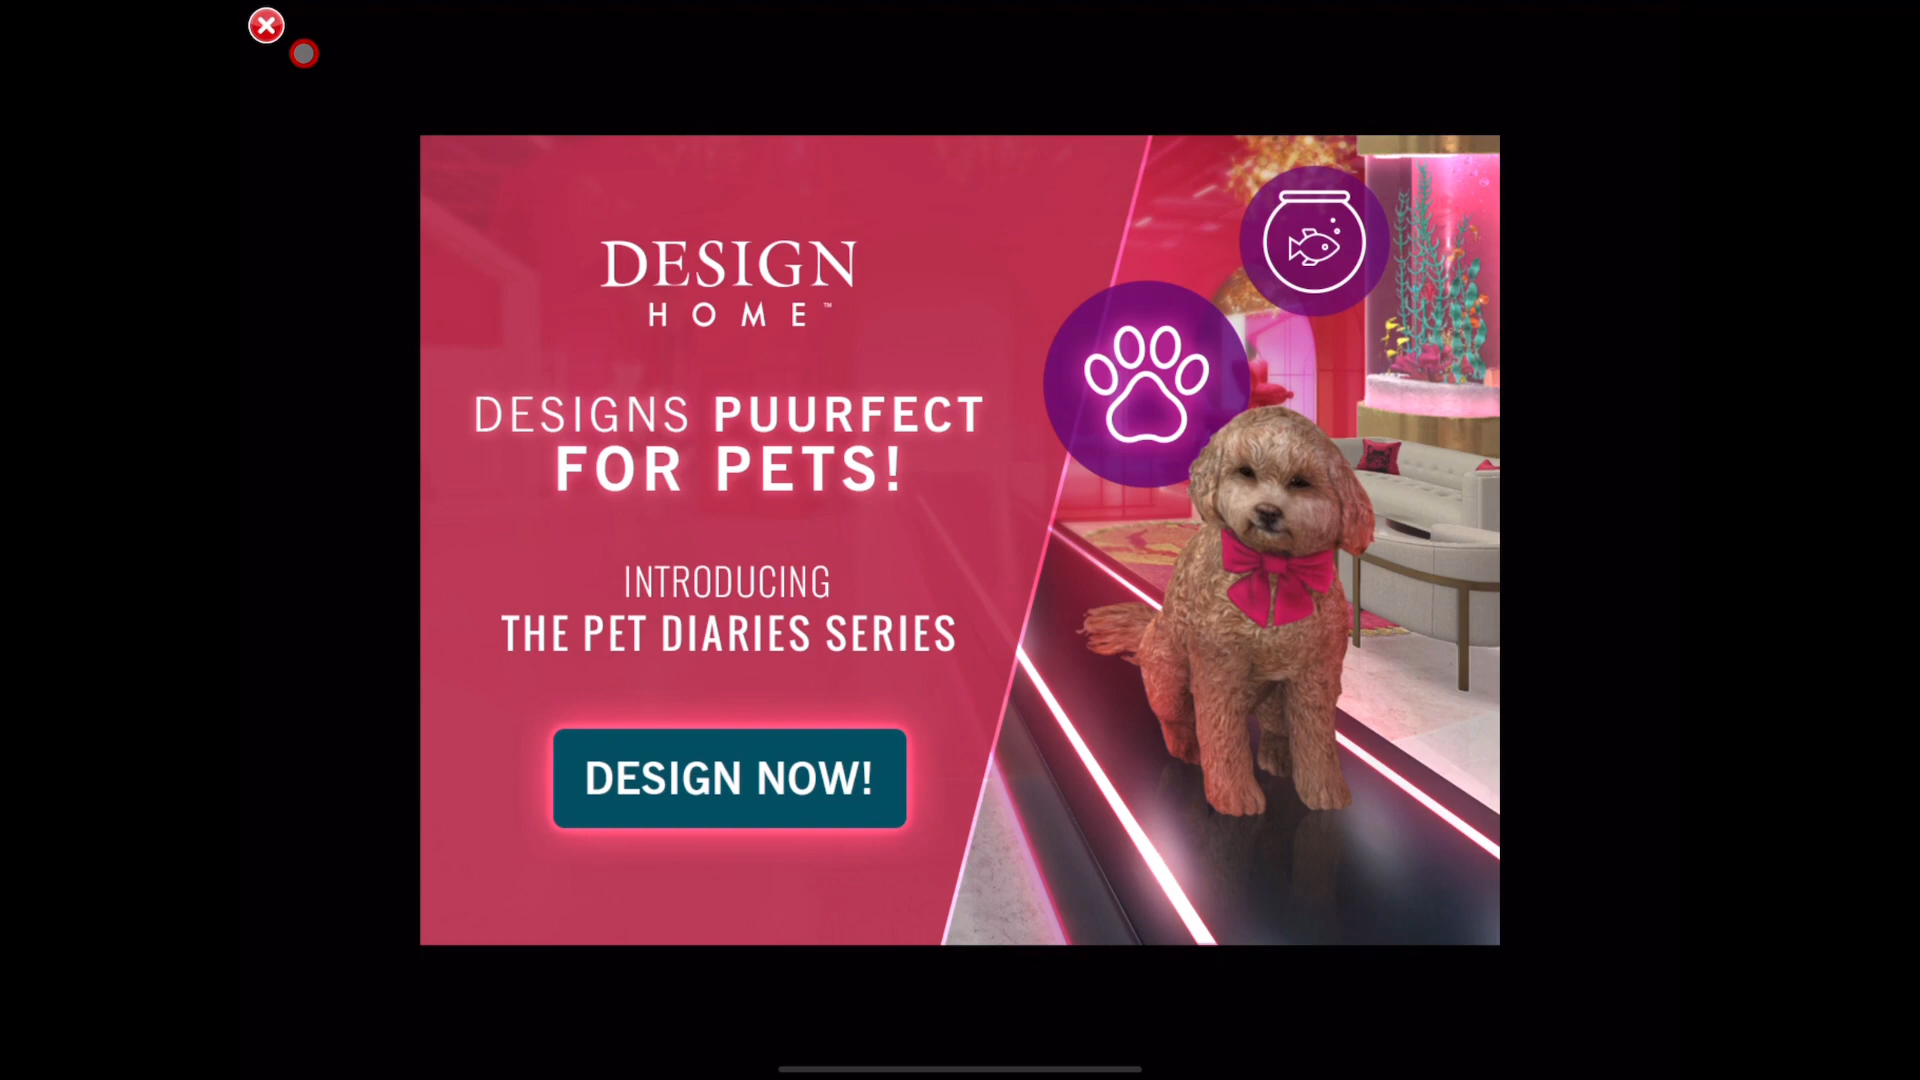 DESIGN
HOME™
DESIGNS PUURFECT
FOR PETS!
INTRODUCING
THE PET DIARIES SERIES
DESIGN NOW!